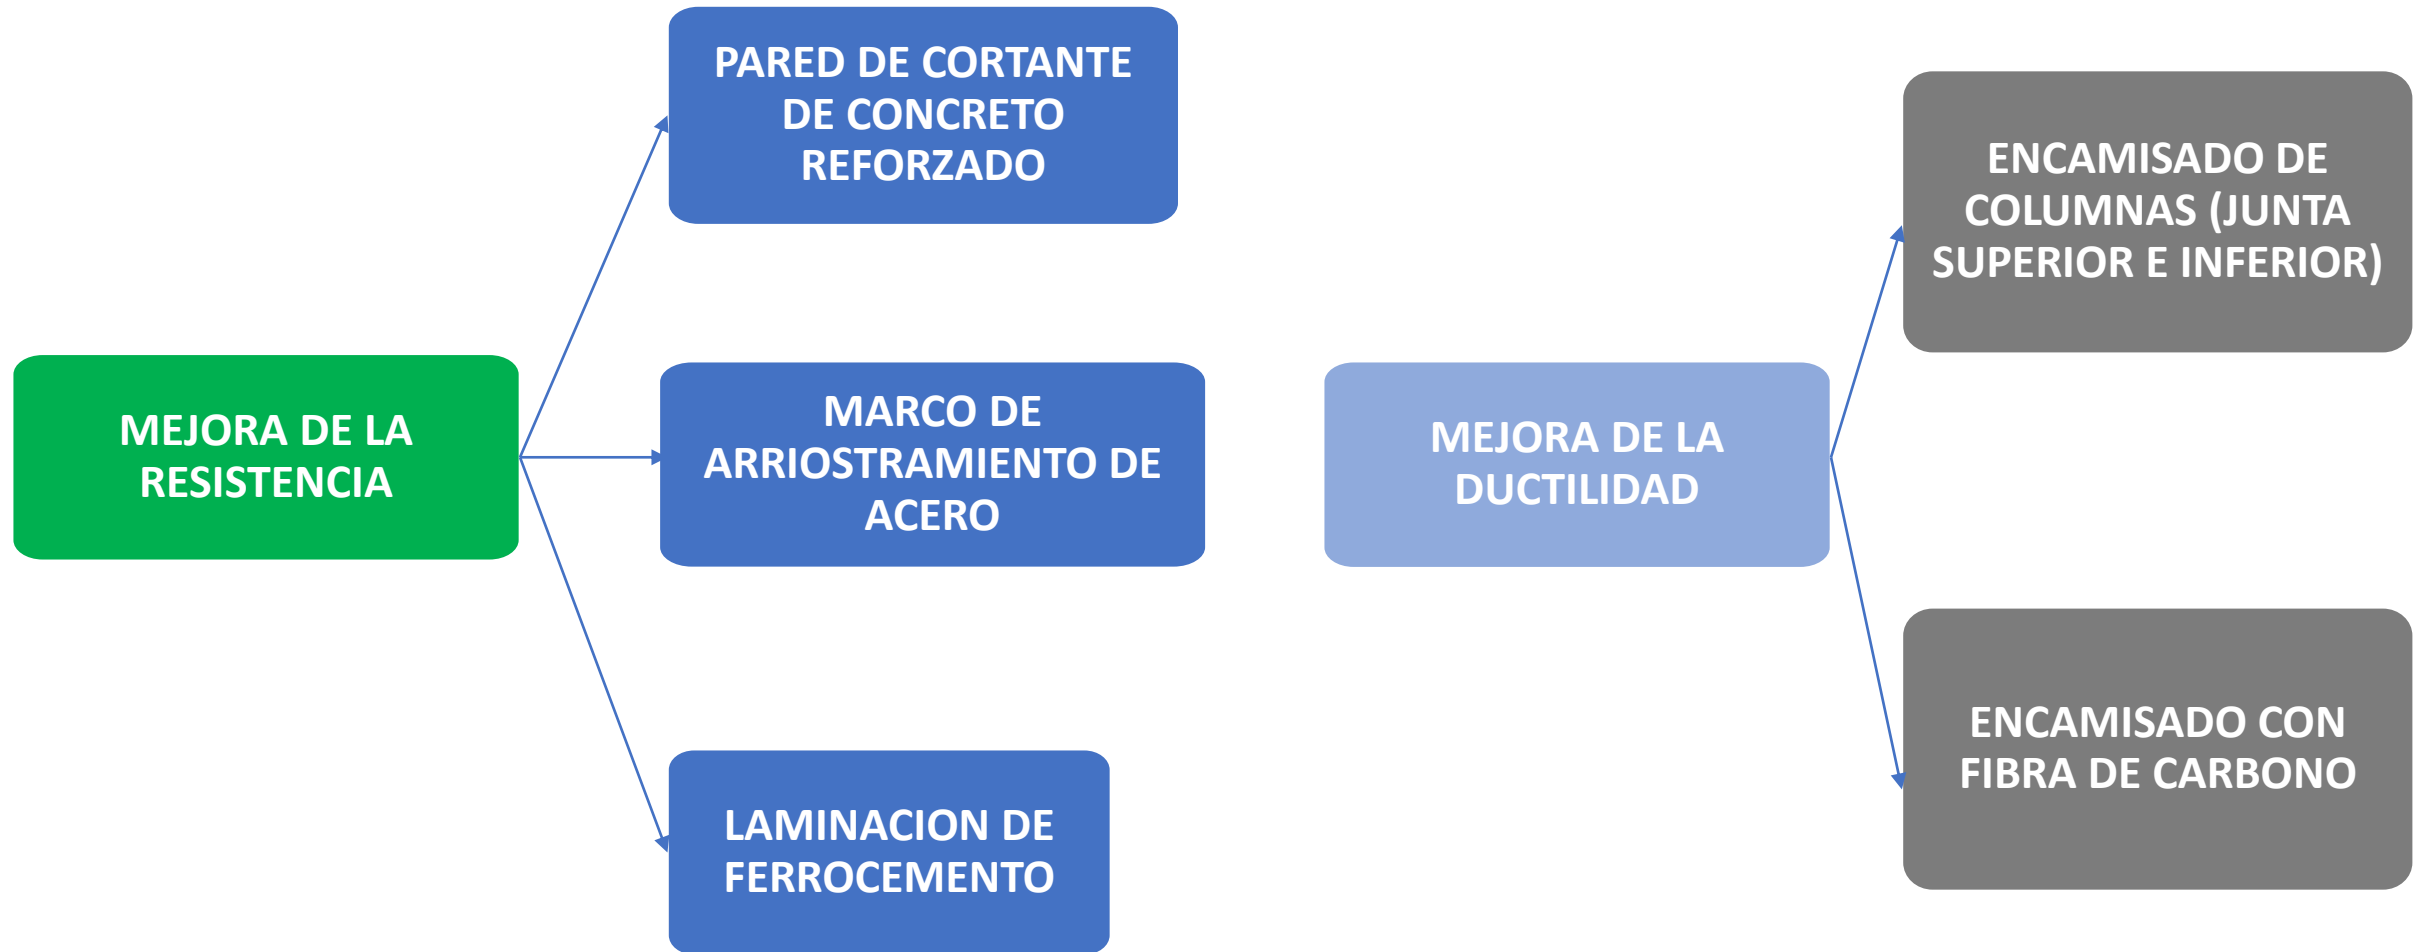 MEJORA DE LA
RESISTENCIA
PARED DE CORTANTE
DE CONCRETO
REFORZADO
MARCO DE
ARRIOSTRAMIENTO DE
ACERO
LAMINACION DE
FERROCEMENTO
MEJORA DE LA
DUCTILIDAD
ENCAMISADO DE
COLUMNAS (JUNTA
SUPERIOR E INFERIOR)
ENCAMISADO CON
FIBRA DE CARBONO